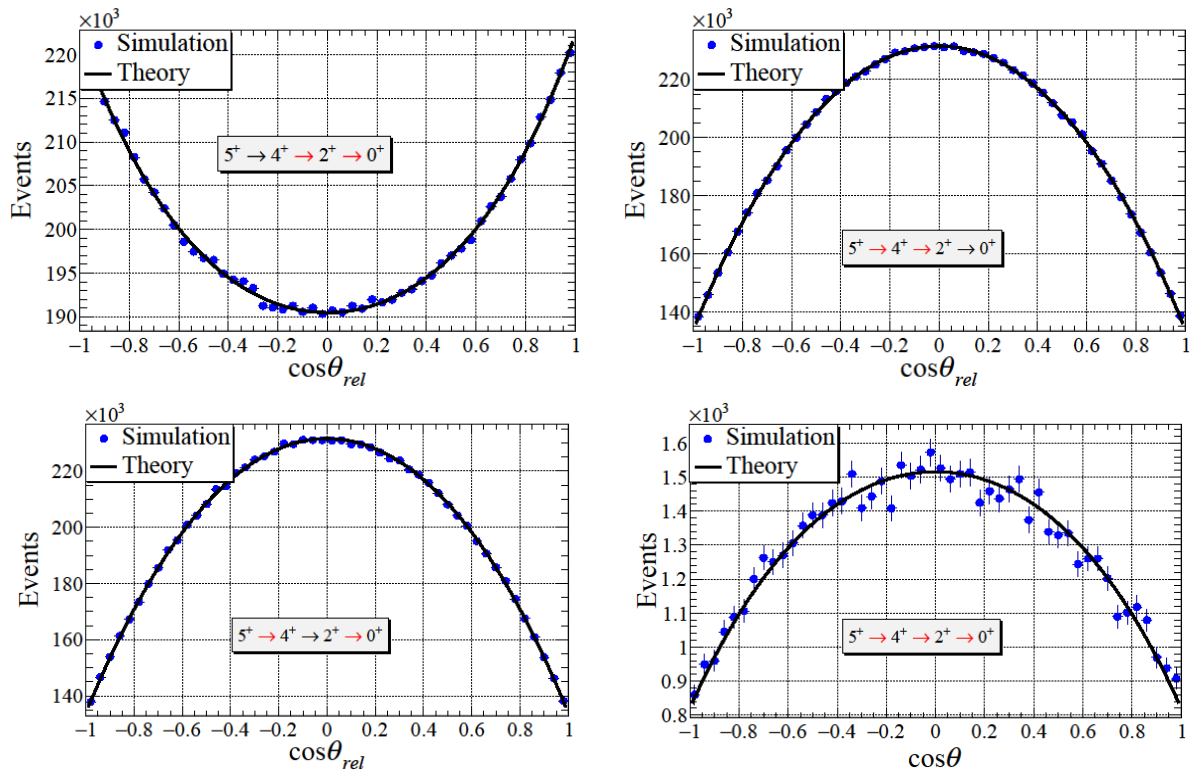 ×10³
Simulation
Theory
5⁺ → 4⁺ → 2⁺ → 0⁺
Events
220
215
210
205
200
195
190
−1 −0.8 −0.6 −0.4 −0.2 0 0.2 0.4 0.6 0.8 1
cosθ_rel
×10³
Simulation
Theory
5⁺ → 4⁺ → 2⁺ → 0⁺
Events
220
200
180
160
140
−1 −0.8 −0.6 −0.4 −0.2 0 0.2 0.4 0.6 0.8 1
cosθ_rel
×10³
Simulation
Theory
5⁺ → 4⁺ → 2⁺ → 0⁺
Events
220
200
180
160
140
−1 −0.8 −0.6 −0.4 −0.2 0 0.2 0.4 0.6 0.8 1
cosθ_rel
×10³
Simulation
Theory
5⁺ → 4⁺ → 2⁺ → 0⁺
Events
1.6
1.5
1.4
1.3
1.2
1.1
1
0.9
0.8
−1 −0.8 −0.6 −0.4 −0.2 0 0.2 0.4 0.6 0.8 1
cosθ